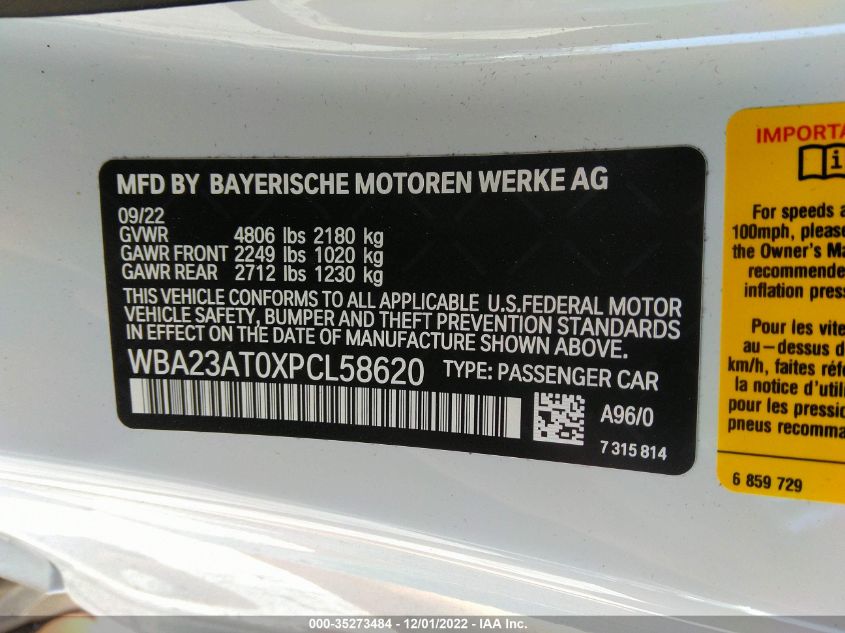 MFD BY BAYERISCHE MOTOREN WERKE AG
09/22
GVWR 4806 lbs 2180 kg
GAWR FRONT 2249 lbs 1020 kg
GAWR REAR 2712 lbs 1230 kg
THIS VEHICLE CONFORMS TO ALL APPLICABLE U.S.FEDERAL MOTOR
VEHICLE SAFETY, BUMPER AND THEFT PREVENTION STANDARDS
IN EFFECT ON THE DATE OF MANUFACTURE SHOWN ABOVE.
WBA23AT0XPCL58620 TYPE: PASSENGER CAR
A96/0
7 315 814
IMPORTA
i
For speeds a
100mph, please
the Owner's Ma
recommende
inflation press
Pour les vite
au-dessus d
km/h, faites réfé
la notice d'util
pour les pression
pneus recomma
6 859 729
000-35273484 - 12/01/2022 - IAA Inc.